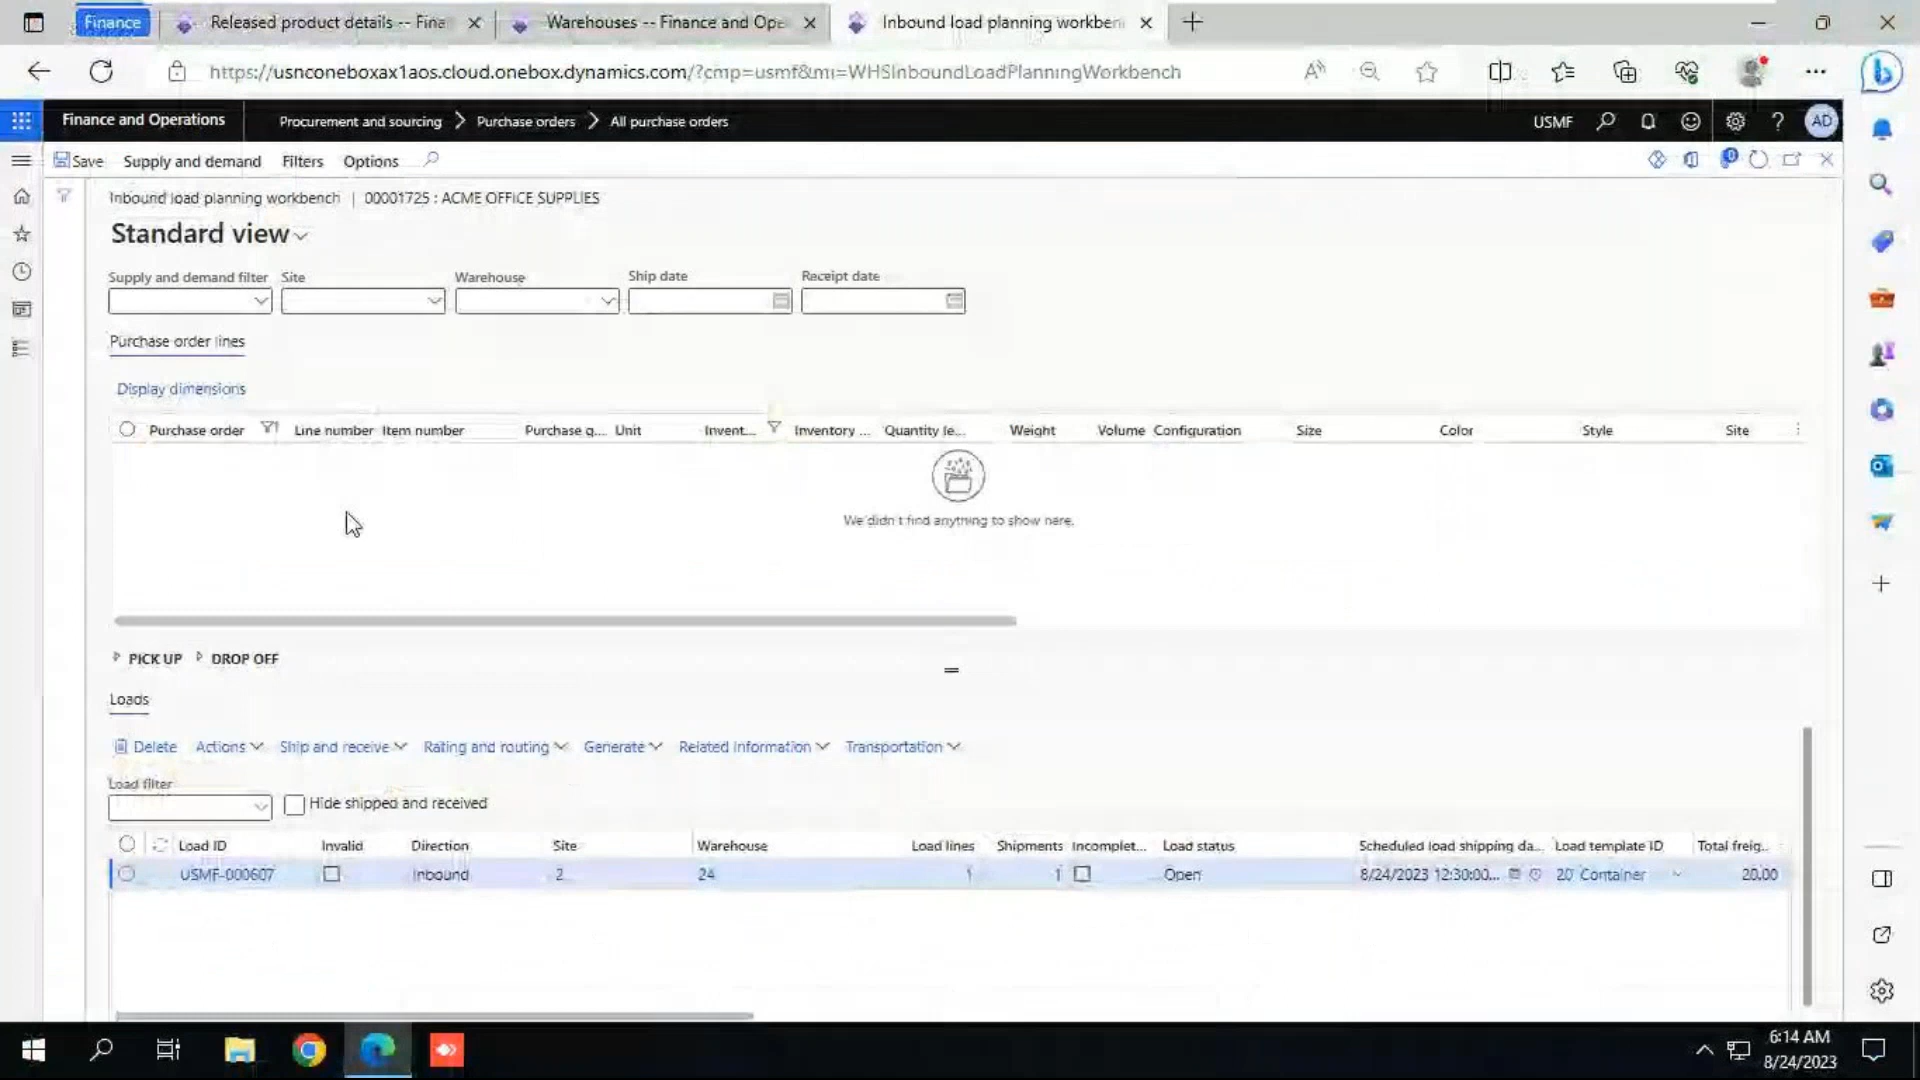 Finance
Released product details -- Fina
Warehouses -- Finance and Ope
Inbound load planning workben
https://usnconeboxax1aos.cloud.onebox.dynamics.com/?cmp=usmf&mi=WHSInboundLoadPlanningWorkbench
Finance and Operations
Procurement and sourcing
Purchase orders
All purchase orders
USMF
AD
Save
Supply and demand
Filters
Options
0
Inbound load planning workbench | 00001725 : ACME OFFICE SUPPLIES
Standard view
Supply and demand filter
Site
Warehouse
Ship date
Receipt date
Purchase order lines
Display dimensions
Purchase order
Line number
Item number
Purchase q...
Unit
Invent...
Inventory ...
Quantity le...
Weight
Volume
Configuration
Size
Color
Style
Site
We didn't find anything to show here.
PICK UP
DROP OFF
Loads
Delete
Actions
Ship and receive
Rating and routing
Generate
Related information
Transportation
Load filter
Hide shipped and received
Load ID
Invalid
Direction
Site
Warehouse
Load lines
Shipments
Incomplet...
Load status
Scheduled load shipping da...
Load template ID
Total freig...
USMF-000607
Inbound
2
24
1
1
Open
8/24/2023 12:30:00...
20' Container
20.00
6:14 AM
8/24/2023